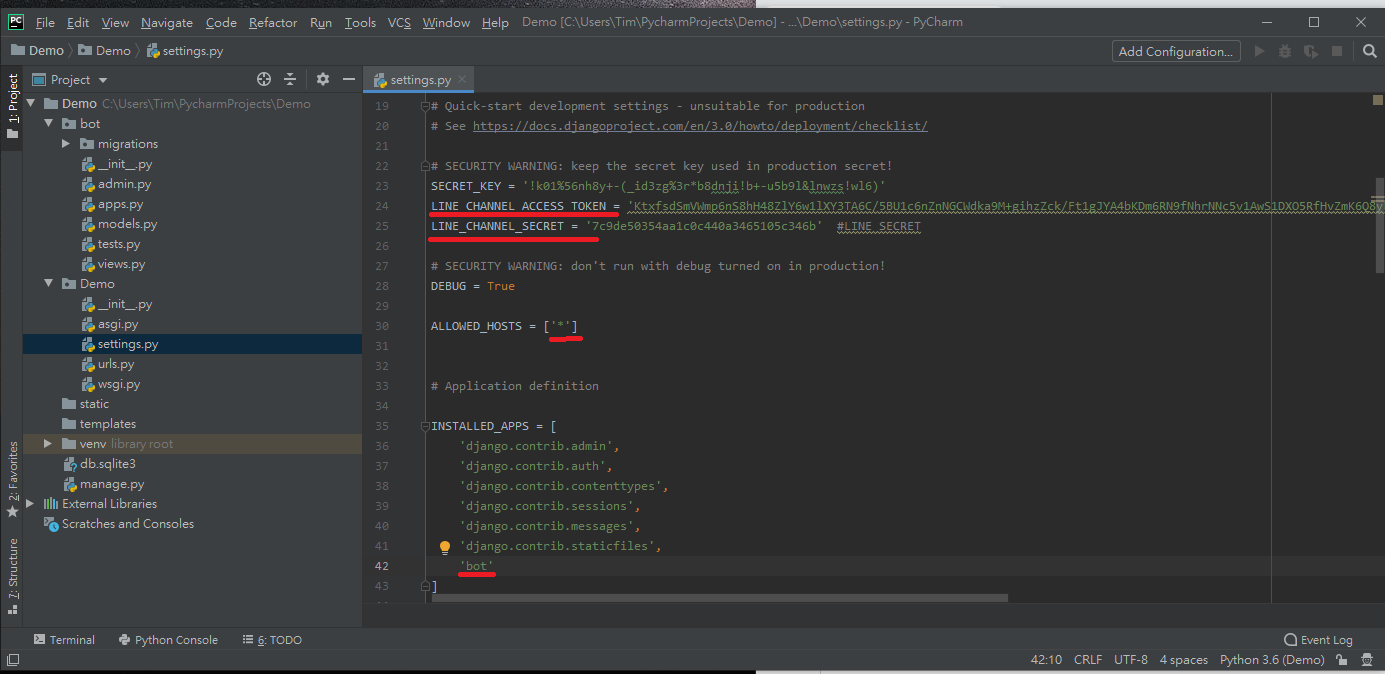 PC File Edit View Navigate Code Refactor Run Tools VCS Window Help Demo [C:\Users\Tim\PycharmProjects\Demo] - ...\Demo\settings.py - PyCharm
Demo Demo settings.py Add Configuration...
1: Project
Project
settings.py
Demo C:\Users\Tim\PycharmProjects\Demo
bot
migrations
__init__.py
admin.py
apps.py
models.py
tests.py
views.py
Demo
__init__.py
asgi.py
settings.py
urls.py
wsgi.py
static
templates
venv library root
db.sqlite3
manage.py
External Libraries
Scratches and Consoles
2: Favorites
7: Structure
19 # Quick-start development settings - unsuitable for production
20 # See https://docs.djangoproject.com/en/3.0/howto/deployment/checklist/
21
22 # SECURITY WARNING: keep the secret key used in production secret!
23 SECRET_KEY = '!k01%56nh8y+-(_id3zg%3r*b8dnji!b+-u5b9l&lnwzs!wl6)'
24 LINE_CHANNEL_ACCESS_TOKEN = 'KtxfsdSmVWmp6nS8hH48ZlY6w1lXY3TA6C/5BU1c6nZnNGCWdka9M+gihzZck/Ft1gJYA4bKDm6RN9fNhrNNc5v1AwS1DXO5RfHvZmK6Q8y
25 LINE_CHANNEL_SECRET = '7c9de50354aa1c0c440a3465105c346b' #LINE SECRET
26
27 # SECURITY WARNING: don't run with debug turned on in production!
28 DEBUG = True
29
30 ALLOWED_HOSTS = ['*']
31
32
33 # Application definition
34
35 INSTALLED_APPS = [
36 'django.contrib.admin',
37 'django.contrib.auth',
38 'django.contrib.contenttypes',
39 'django.contrib.sessions',
40 'django.contrib.messages',
41 'django.contrib.staticfiles',
42 'bot'
43 ]
Terminal Python Console 6: TODO Event Log
42:10 CRLF UTF-8 4 spaces Python 3.6 (Demo)